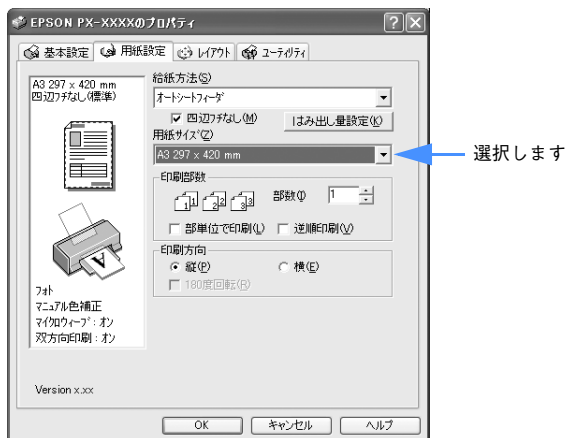 EPSON PX-XXXXのプロパティ
基本設定 用紙設定 レイアウト ユーティリティ
A3 297 x 420 mm
四辺フチなし(標準)
給紙方法(S)
オートシートフィーダ
四辺フチなし(M) はみ出し量設定(K)
用紙サイズ(Z)
A3 297 x 420 mm
選択します
印刷部数
1 1 2 2 3 3
部数(I) 1
部単位で印刷(L) 逆順印刷(V)
印刷方向
縦(P) 横(E)
180度回転(R)
フォト
マニュアル色補正
マイクロウィーブ : オン
双方向印刷 : オン
Version x.xx
OK キャンセル ヘルプ